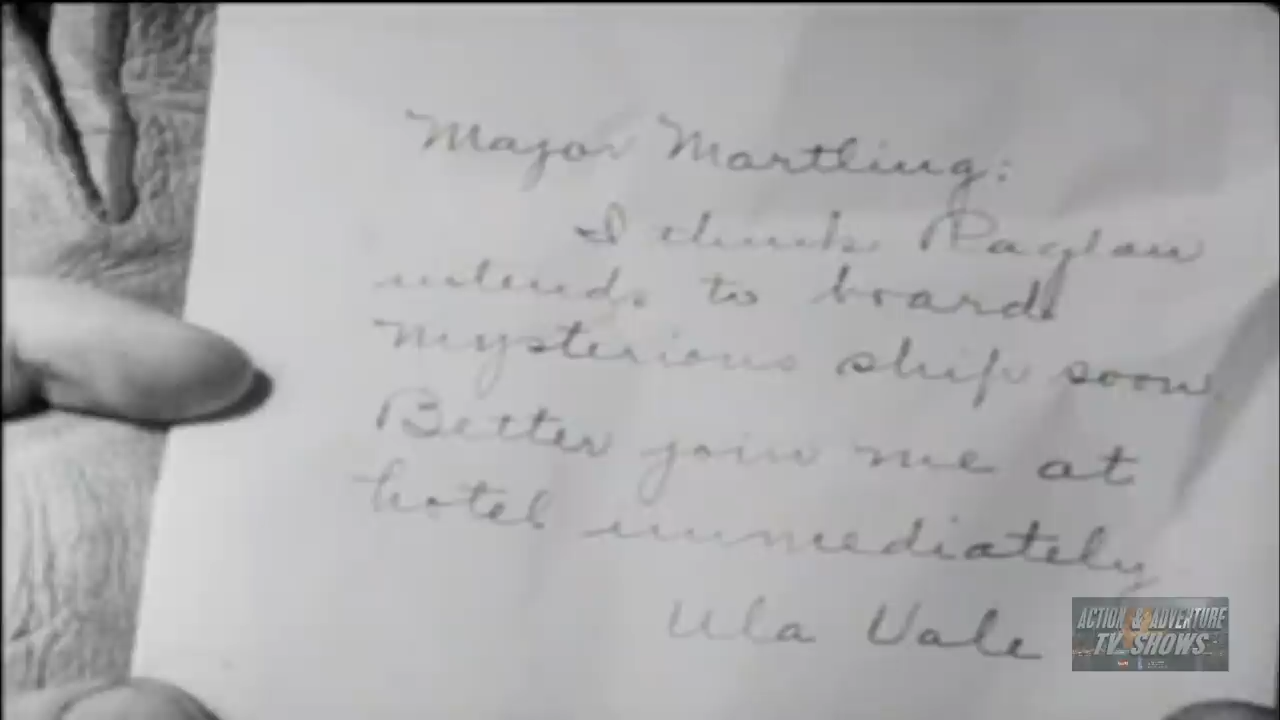 Major Martling:
I think Raglan
intends to board
mysterious ship soon.
Better join me at
hotel immediately
Ula Vale
ACTION & ADVENTURE
TV SHOWS